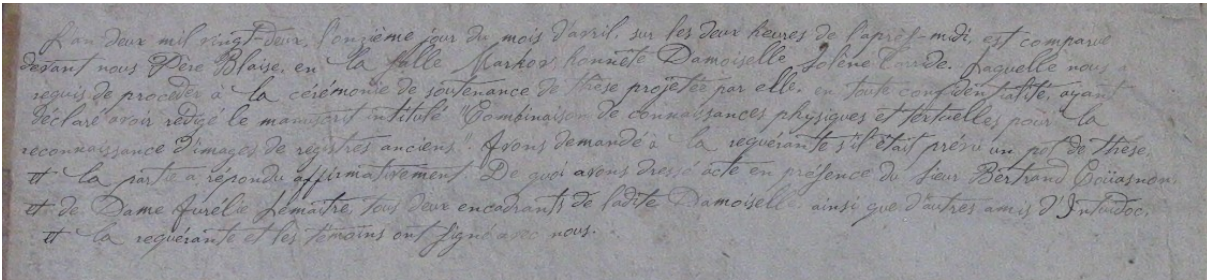 L'an deux mil vingt-deux, l'onzième jour du mois d'avril, sur les deux heures de l'après-midi, est comparue
devant nous Père Blaise, en la salle Markov honnête Damoiselle Solène Tarride. Laquelle nous a
requis de procéder à la cérémonie de soutenance de thèse projetée par elle, en toute confidentialité, ayant
déclaré avoir rédigé le manuscrit intitulé "Combinaison de connaissances physiques et textuelles pour la
reconnaissance d'images de registres anciens". Avons demandé à la requérante s'il était prévu un pot de thèse,
et la partie a répondu affirmativement. De quoi avons dressé acte en présence du Sieur Bertrand Coüasnon,
et de Dame Aurélie Lemaître, tous deux encadrants de ladite Damoiselle, ainsi que d'autres amis d'Intuidoc,
et la requérante et les témoins ont signé avec nous.